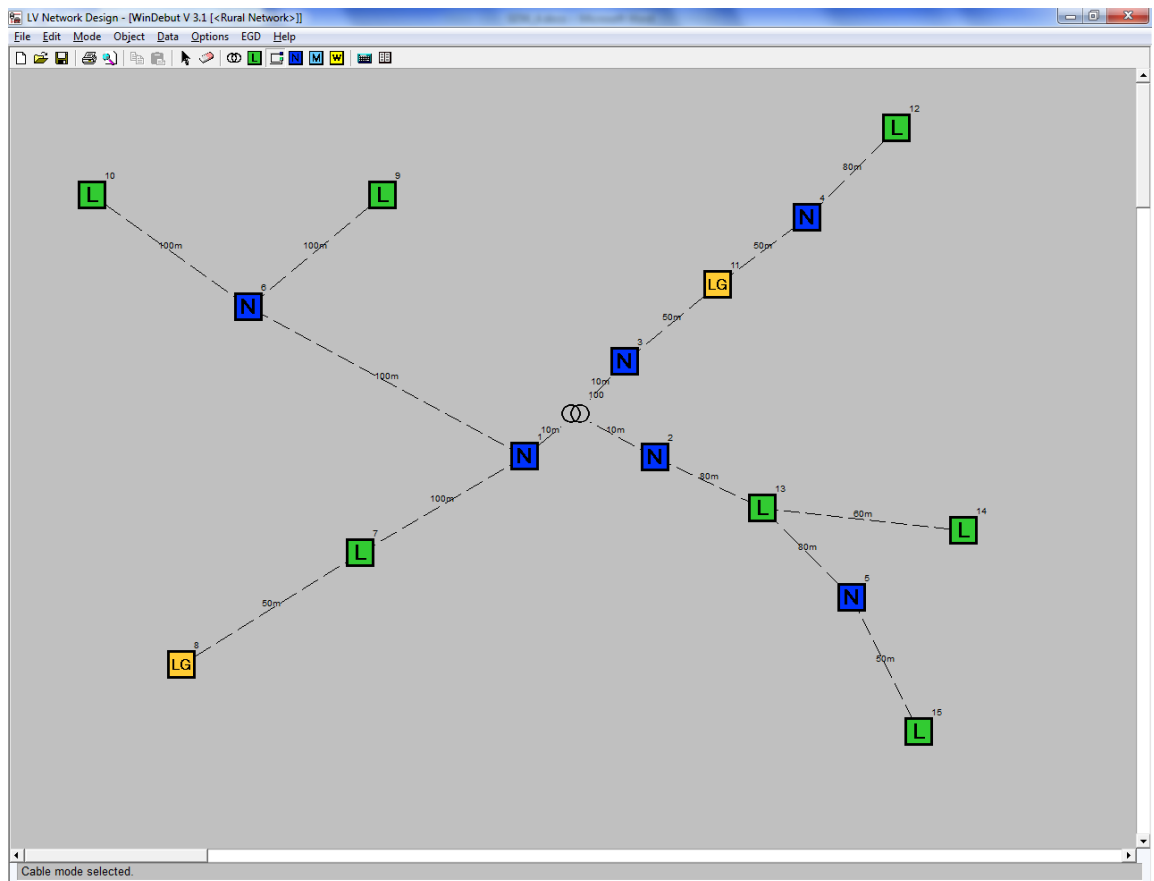 LV Network Design - [WinDebut V 3.1 [<Rural Network>]]
File Edit Mode Object Data Options EGD Help
L N M W
12
L
80m
10
L
9
L
4
N
100m
100m
50m
11
LG
6
N
50m
3
N
100m
10m
100
10m
1
N
10m
2
N
80m
100m
13
L
60m
14
L
7
L
80m
5
N
50m
8
LG
50m
15
L
Cable mode selected.